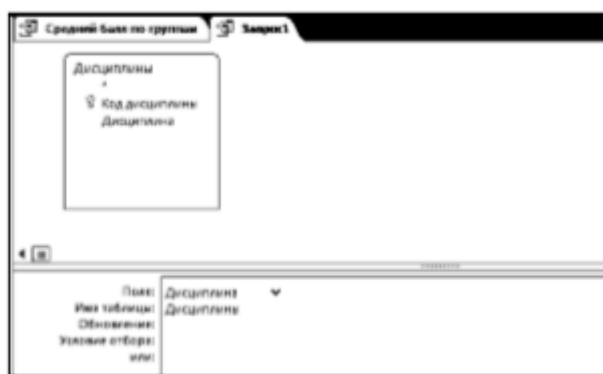 Средний балл по группам
Запрос1
Дисциплины
*
Код дисциплины
Дисциплина
Поле: Дисциплина
Имя таблицы: Дисциплины
Обновление:
Условие отбора:
или: